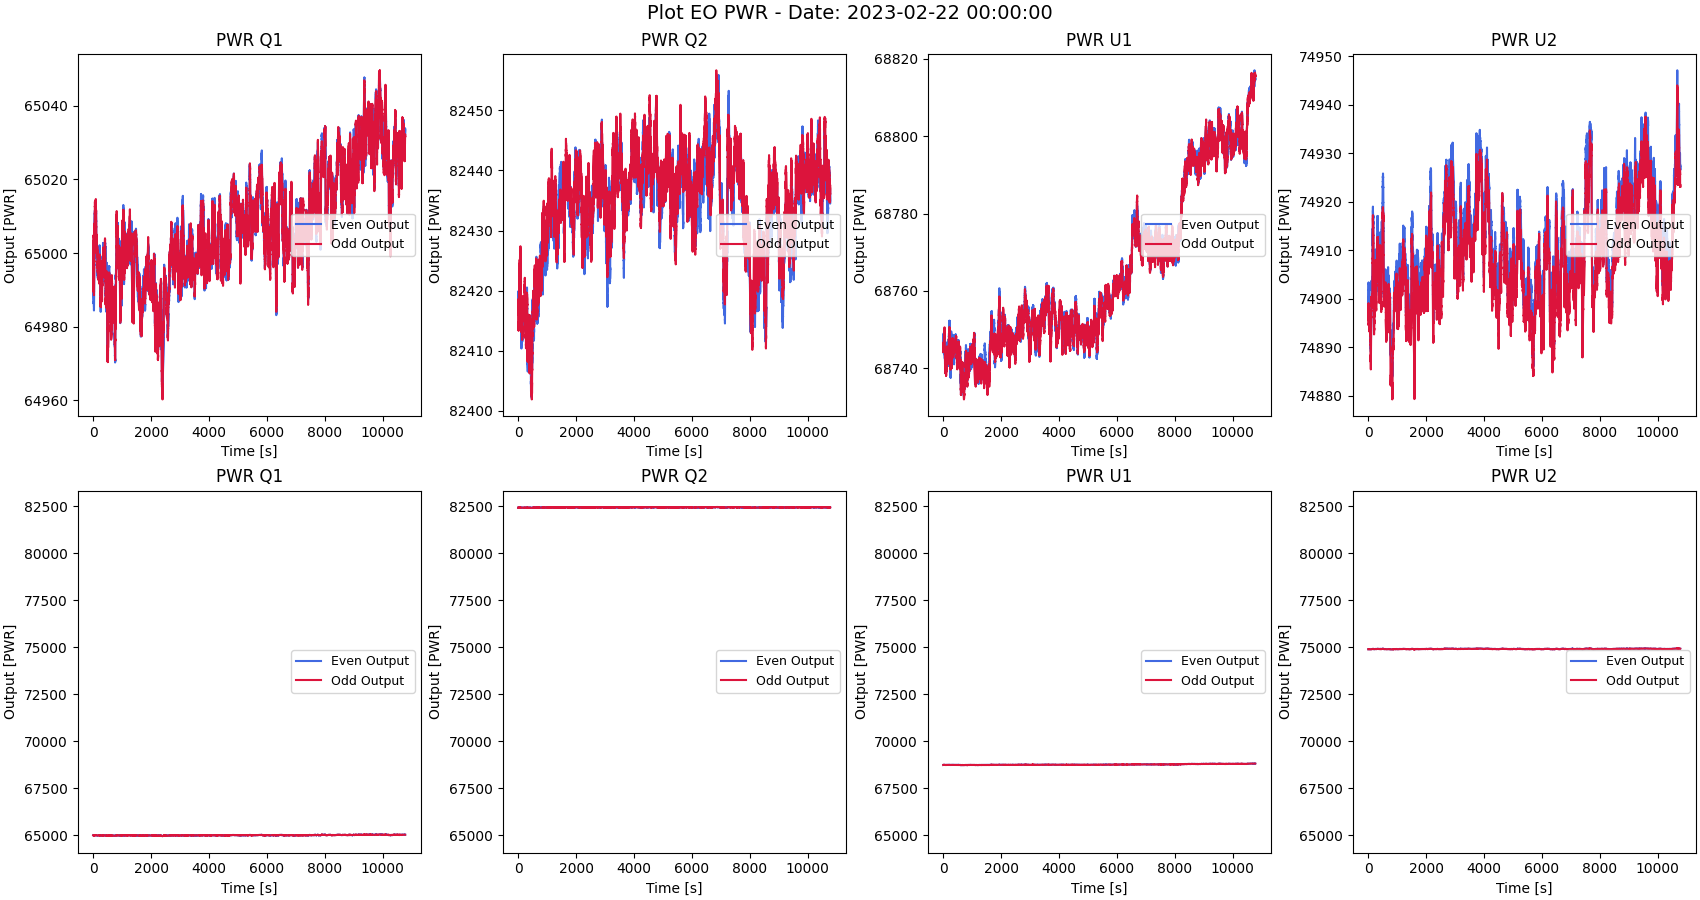 Plot EO PWR - Date: 2023-02-22 00:00:00
PWR Q1
Output [PWR]
65040
65020
65000
64980
64960
Even Output
Odd Output
0 2000 4000 6000 8000 10000
Time [s]
PWR Q2
Output [PWR]
82450
82440
82430
82420
82410
82400
Even Output
Odd Output
0 2000 4000 6000 8000 10000
Time [s]
PWR U1
Output [PWR]
68820
68800
68780
68760
68740
Even Output
Odd Output
0 2000 4000 6000 8000 10000
Time [s]
PWR U2
Output [PWR]
74950
74940
74930
74920
74910
74900
74890
74880
Even Output
Odd Output
0 2000 4000 6000 8000 10000
Time [s]
PWR Q1
Output [PWR]
82500
80000
77500
75000
72500
70000
67500
65000
Even Output
Odd Output
0 2000 4000 6000 8000 10000
Time [s]
PWR Q2
Output [PWR]
82500
80000
77500
75000
72500
70000
67500
65000
Even Output
Odd Output
0 2000 4000 6000 8000 10000
Time [s]
PWR U1
Output [PWR]
82500
80000
77500
75000
72500
70000
67500
65000
Even Output
Odd Output
0 2000 4000 6000 8000 10000
Time [s]
PWR U2
Output [PWR]
82500
80000
77500
75000
72500
70000
67500
65000
Even Output
Odd Output
0 2000 4000 6000 8000 10000
Time [s]